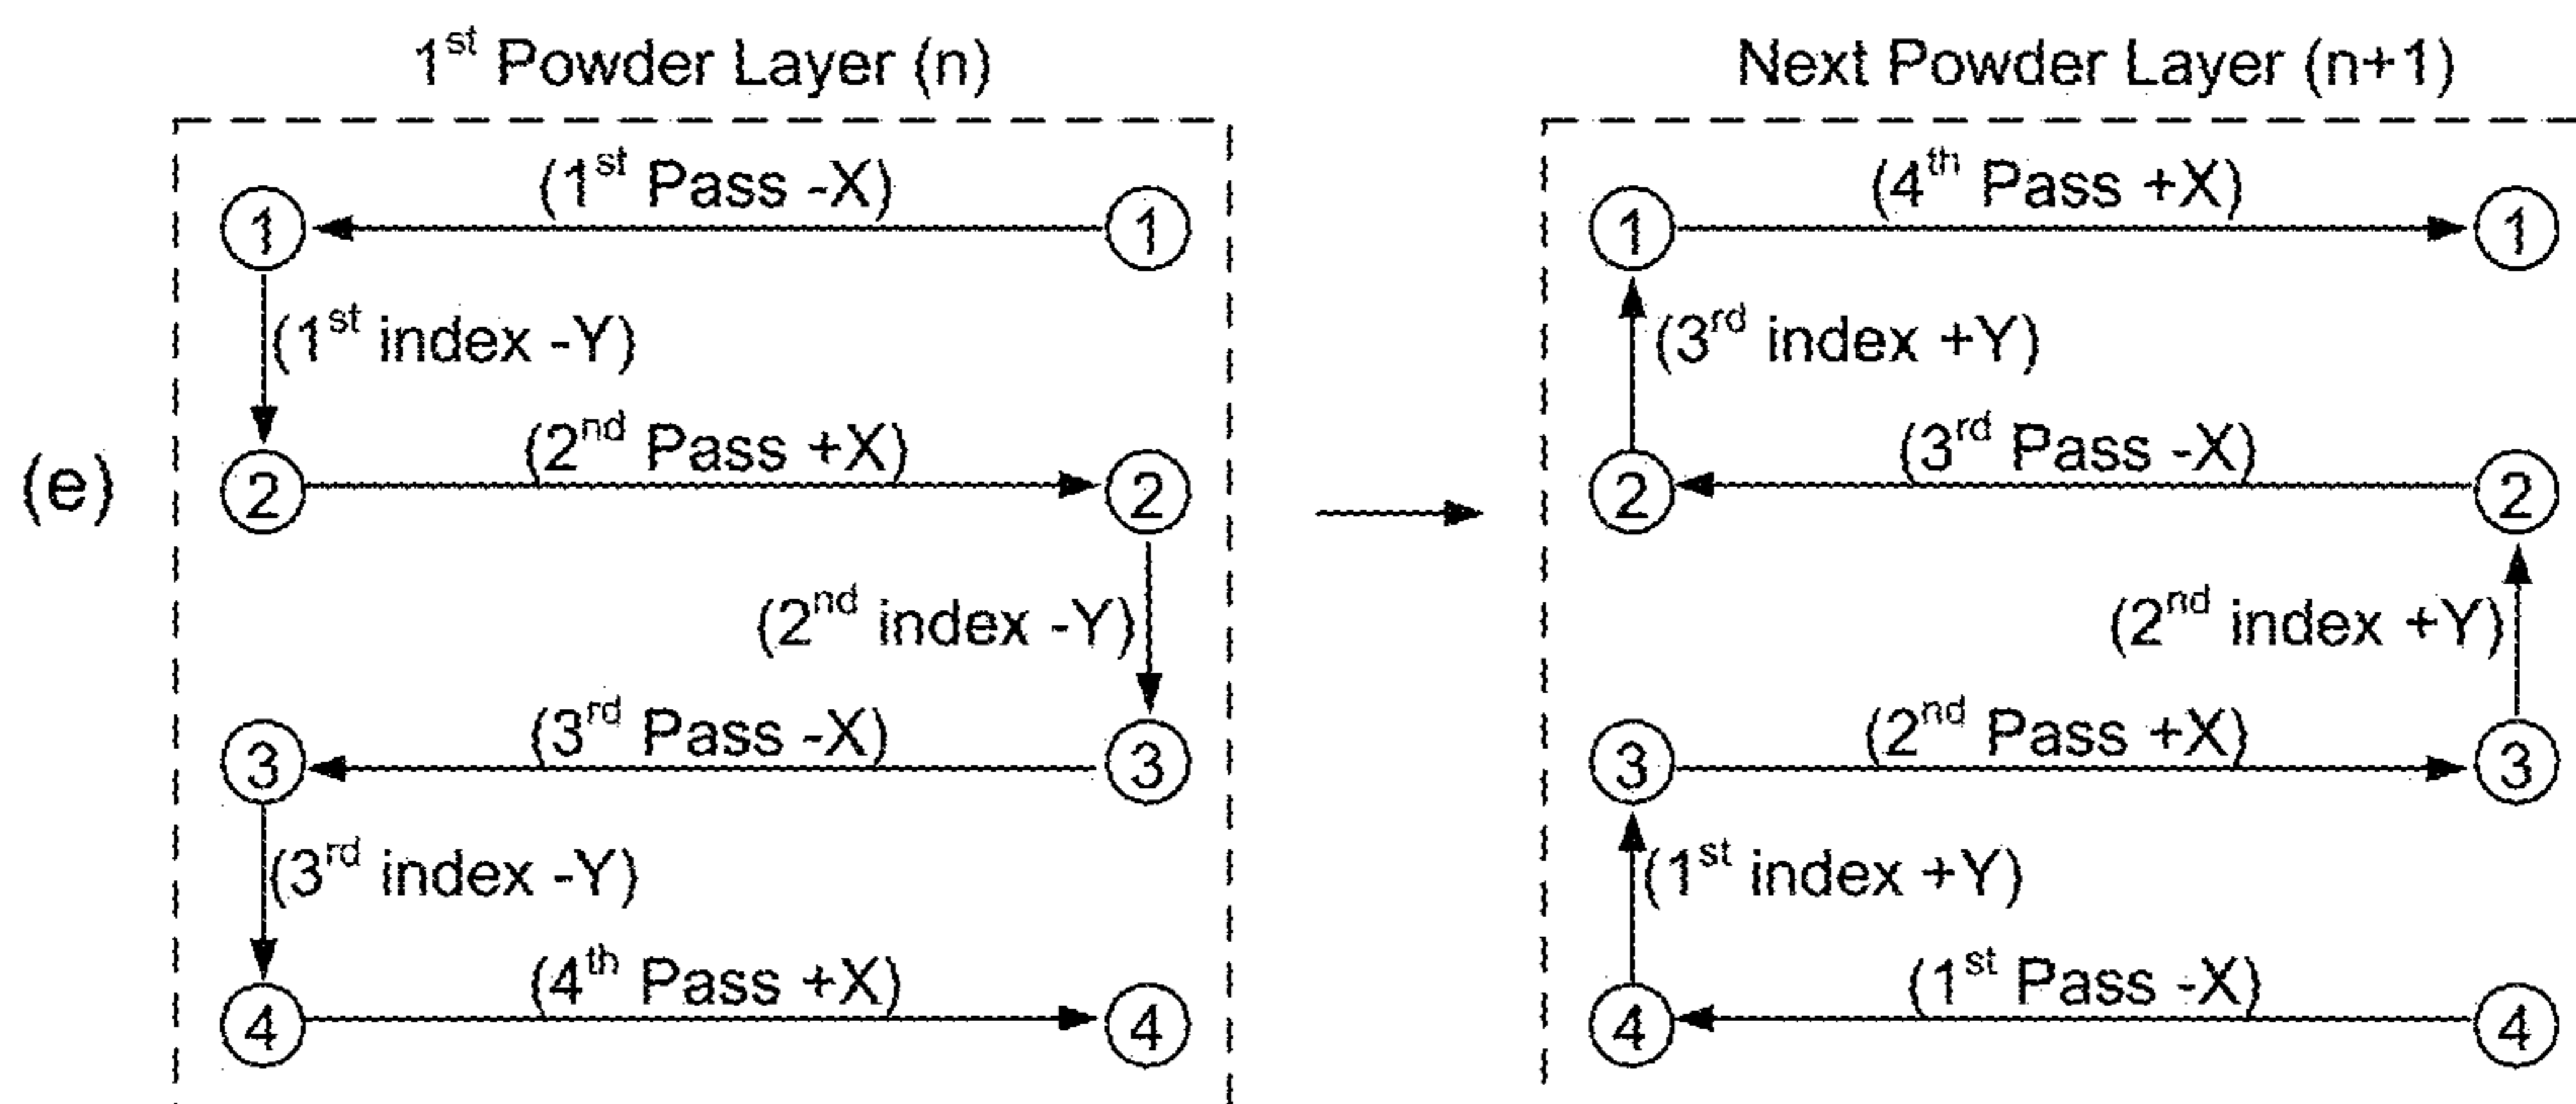 1st Powder Layer (n)
Next Powder Layer (n+1)
(e)
1
(1st Pass -X)
1
(1st index -Y)
2
(2nd Pass +X)
2
(2nd index -Y)
3
(3rd Pass -X)
3
(3rd index -Y)
4
(4th Pass +X)
4
1
(4th Pass +X)
1
(3rd index +Y)
2
(3rd Pass -X)
2
(2nd index +Y)
3
(2nd Pass +X)
3
(1st index +Y)
4
(1st Pass -X)
4